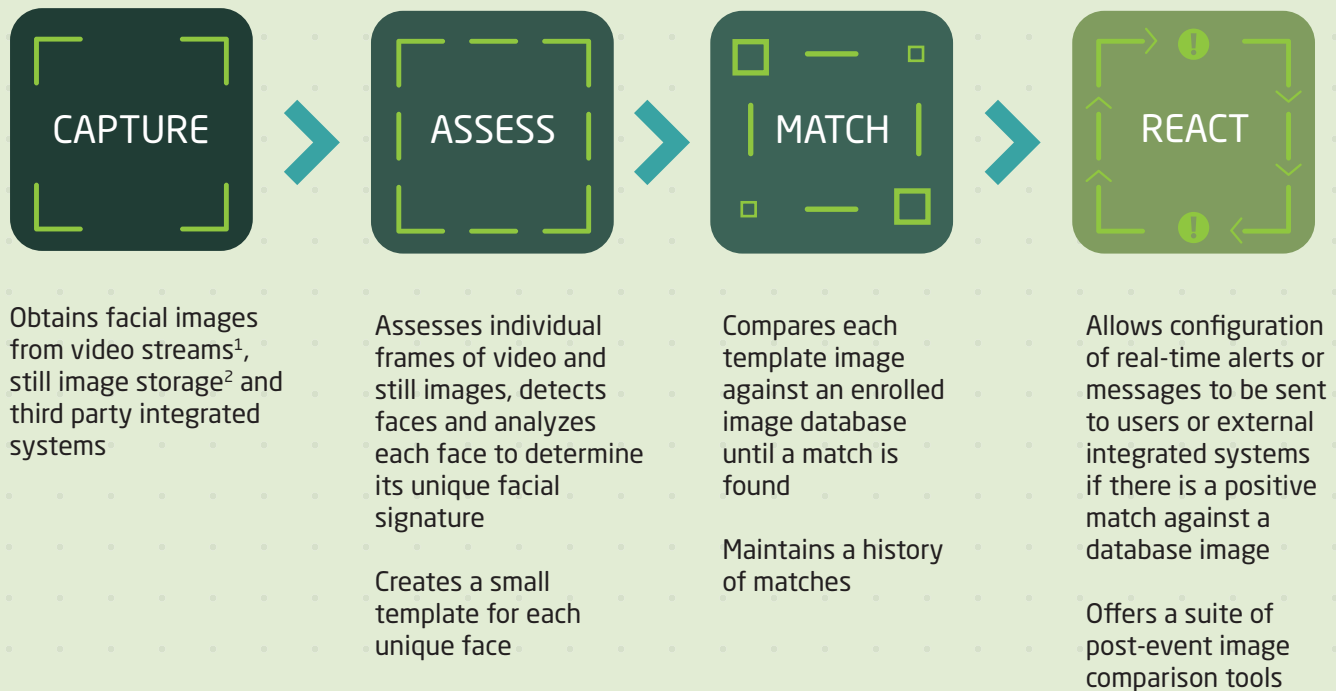 CAPTURE
Obtains facial images
from video streams¹,
still image storage² and
third party integrated
systems
ASSESS
Assesses individual
frames of video and
still images, detects
faces and analyzes
each face to determine
its unique facial
signature
Creates a small
template for each
unique face
MATCH
Compares each
template image
against an enrolled
image database
until a match is
found
Maintains a history
of matches
REACT
Allows configuration
of real-time alerts or
messages to be sent
to users or external
integrated systems
if there is a positive
match against a
database image
Offers a suite of
post-event image
comparison tools